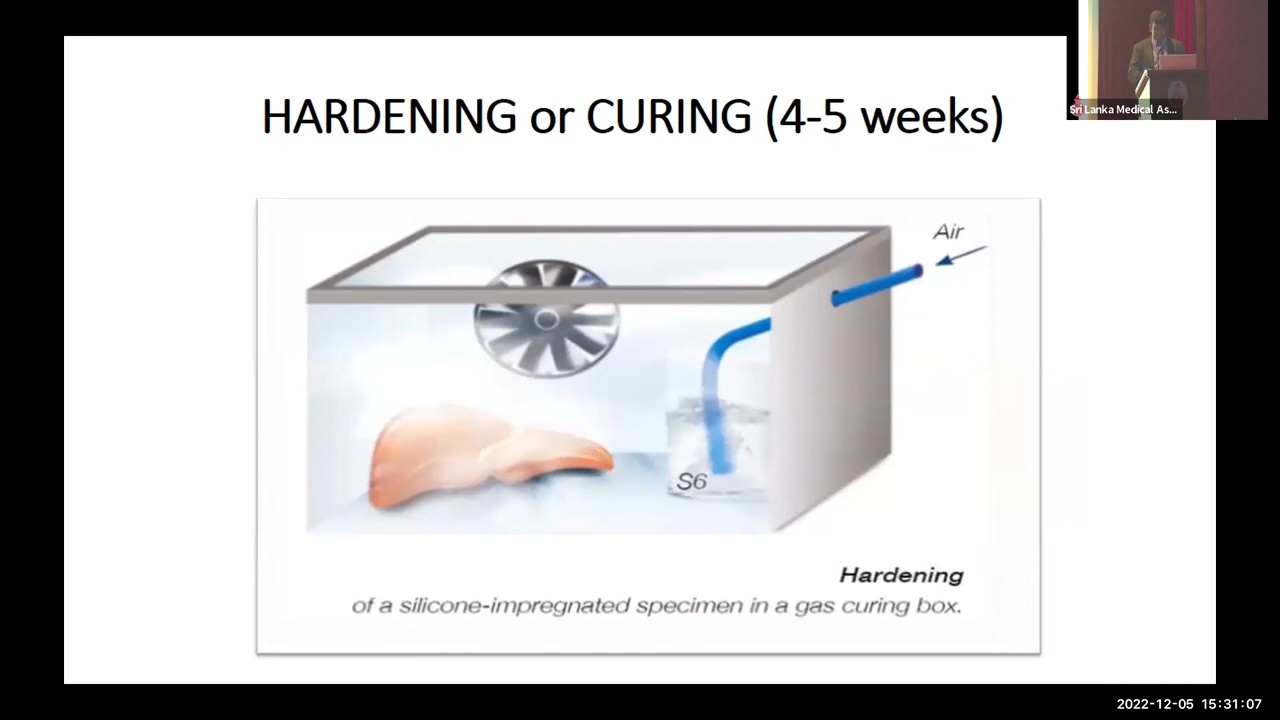 Sri Lanka Medical As...
HARDENING or CURING (4-5 weeks)
Air
S6
Hardening
of a silicone-impregnated specimen in a gas curing box.
2022-12-05 15:31:07